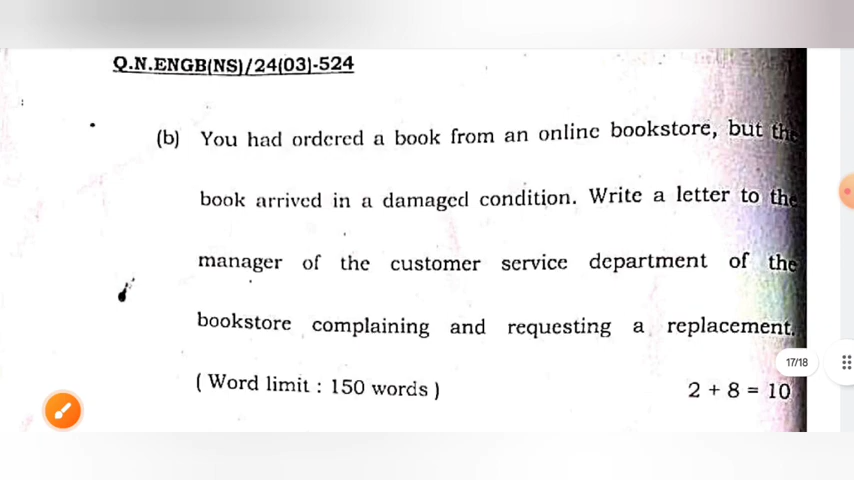 Q.N.ENGB(NS)/24(03)-524
(b) You had ordered a book from an online bookstore, but the
book arrived in a damaged condition. Write a letter to the
manager of the customer service department of the
bookstore complaining and requesting a replacement.
( Word limit : 150 words )
2 + 8 = 10
17/18